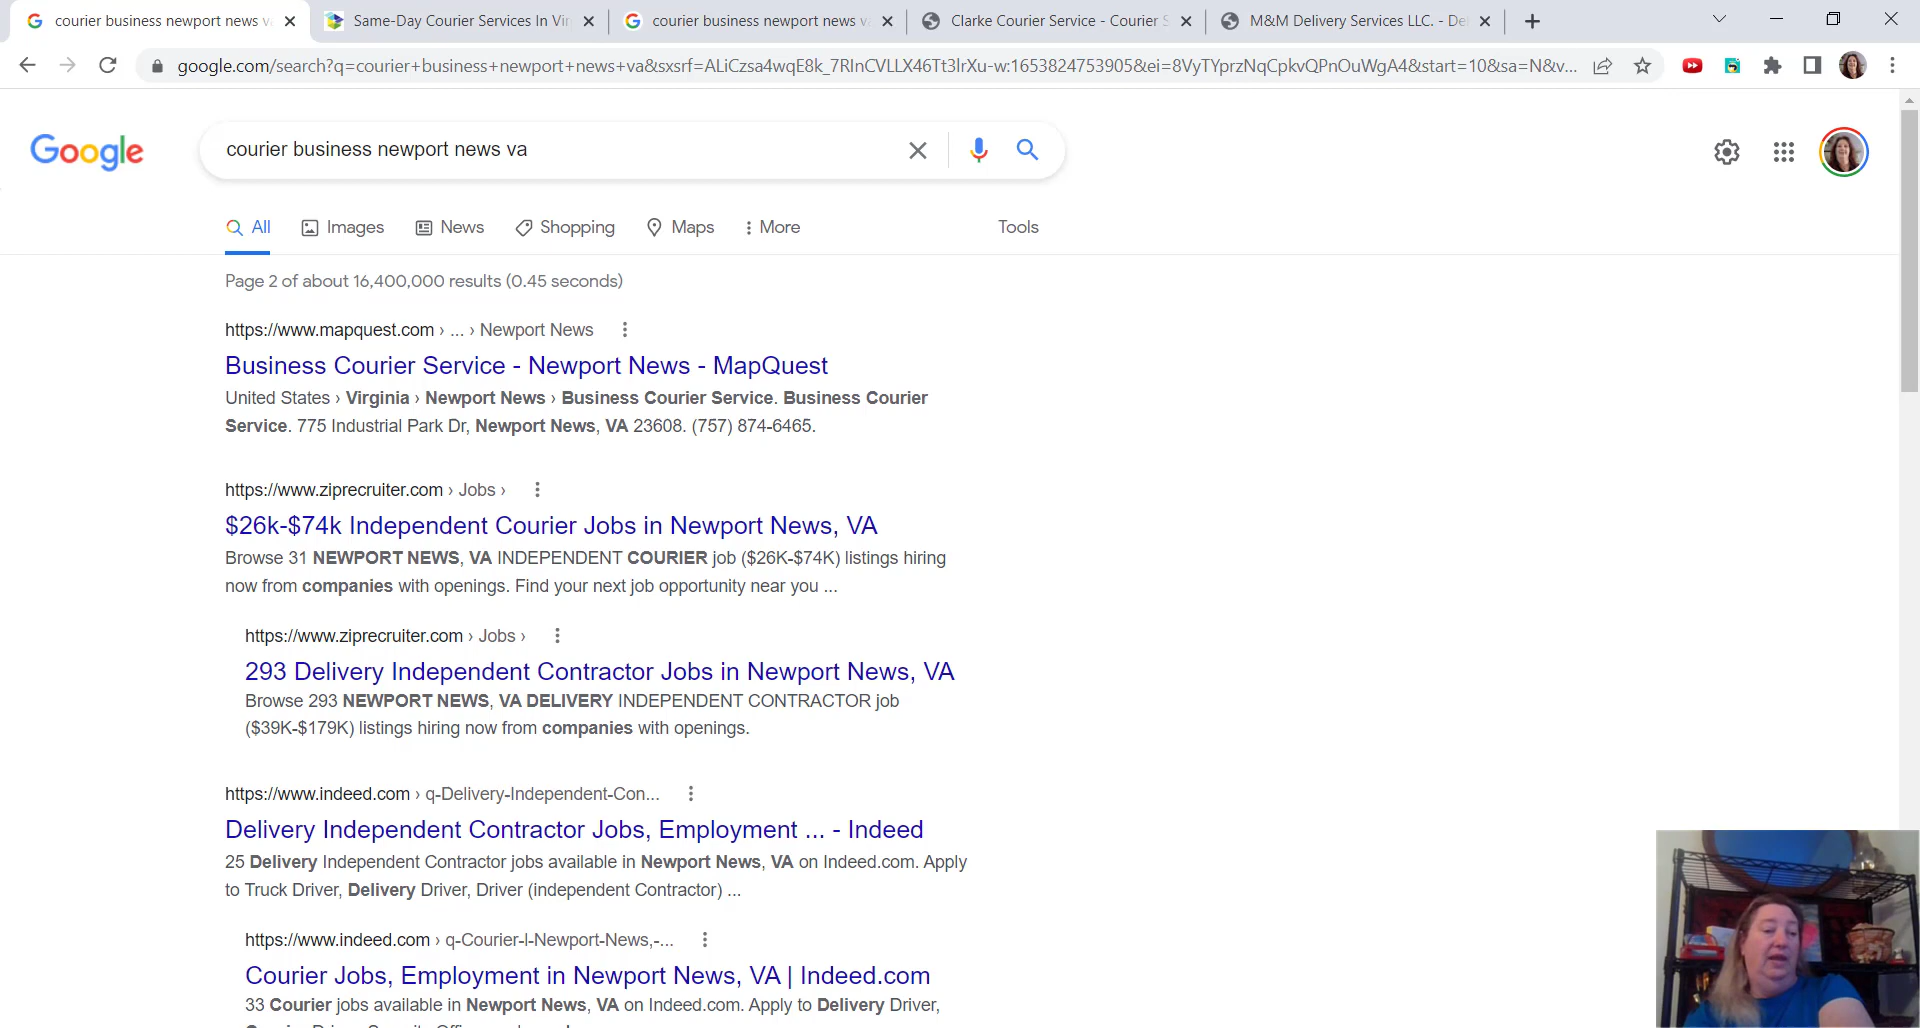 courier business newport news va
Same-Day Courier Services In Vir
courier business newport news va
Clarke Courier Service - Courier S
M&M Delivery Services LLC. - De
google.com/search?q=courier+business+newport+news+va&sxsrf=ALiCzsa4wqE8k_7RInCVLLX46Tt3lrXu-w:1653824753905&ei=8VyTYprzNqCpkvQPnOuWgA4&start=10&sa=N&v...
Google
courier business newport news va
All
Images
News
Shopping
Maps
More
Tools
Page 2 of about 16,400,000 results (0.45 seconds)
https://www.mapquest.com › ... › Newport News
Business Courier Service - Newport News - MapQuest
United States › Virginia › Newport News › Business Courier Service. Business Courier
Service. 775 Industrial Park Dr, Newport News, VA 23608. (757) 874-6465.
https://www.ziprecruiter.com › Jobs ›
$26k-$74k Independent Courier Jobs in Newport News, VA
Browse 31 NEWPORT NEWS, VA INDEPENDENT COURIER job ($26K-$74K) listings hiring
now from companies with openings. Find your next job opportunity near you ...
https://www.ziprecruiter.com › Jobs ›
293 Delivery Independent Contractor Jobs in Newport News, VA
Browse 293 NEWPORT NEWS, VA DELIVERY INDEPENDENT CONTRACTOR job
($39K-$179K) listings hiring now from companies with openings.
https://www.indeed.com › q-Delivery-Independent-Con...
Delivery Independent Contractor Jobs, Employment ... - Indeed
25 Delivery Independent Contractor jobs available in Newport News, VA on Indeed.com. Apply
to Truck Driver, Delivery Driver, Driver (independent Contractor) ...
https://www.indeed.com › q-Courier-l-Newport-News,-...
Courier Jobs, Employment in Newport News, VA | Indeed.com
33 Courier jobs available in Newport News, VA on Indeed.com. Apply to Delivery Driver,